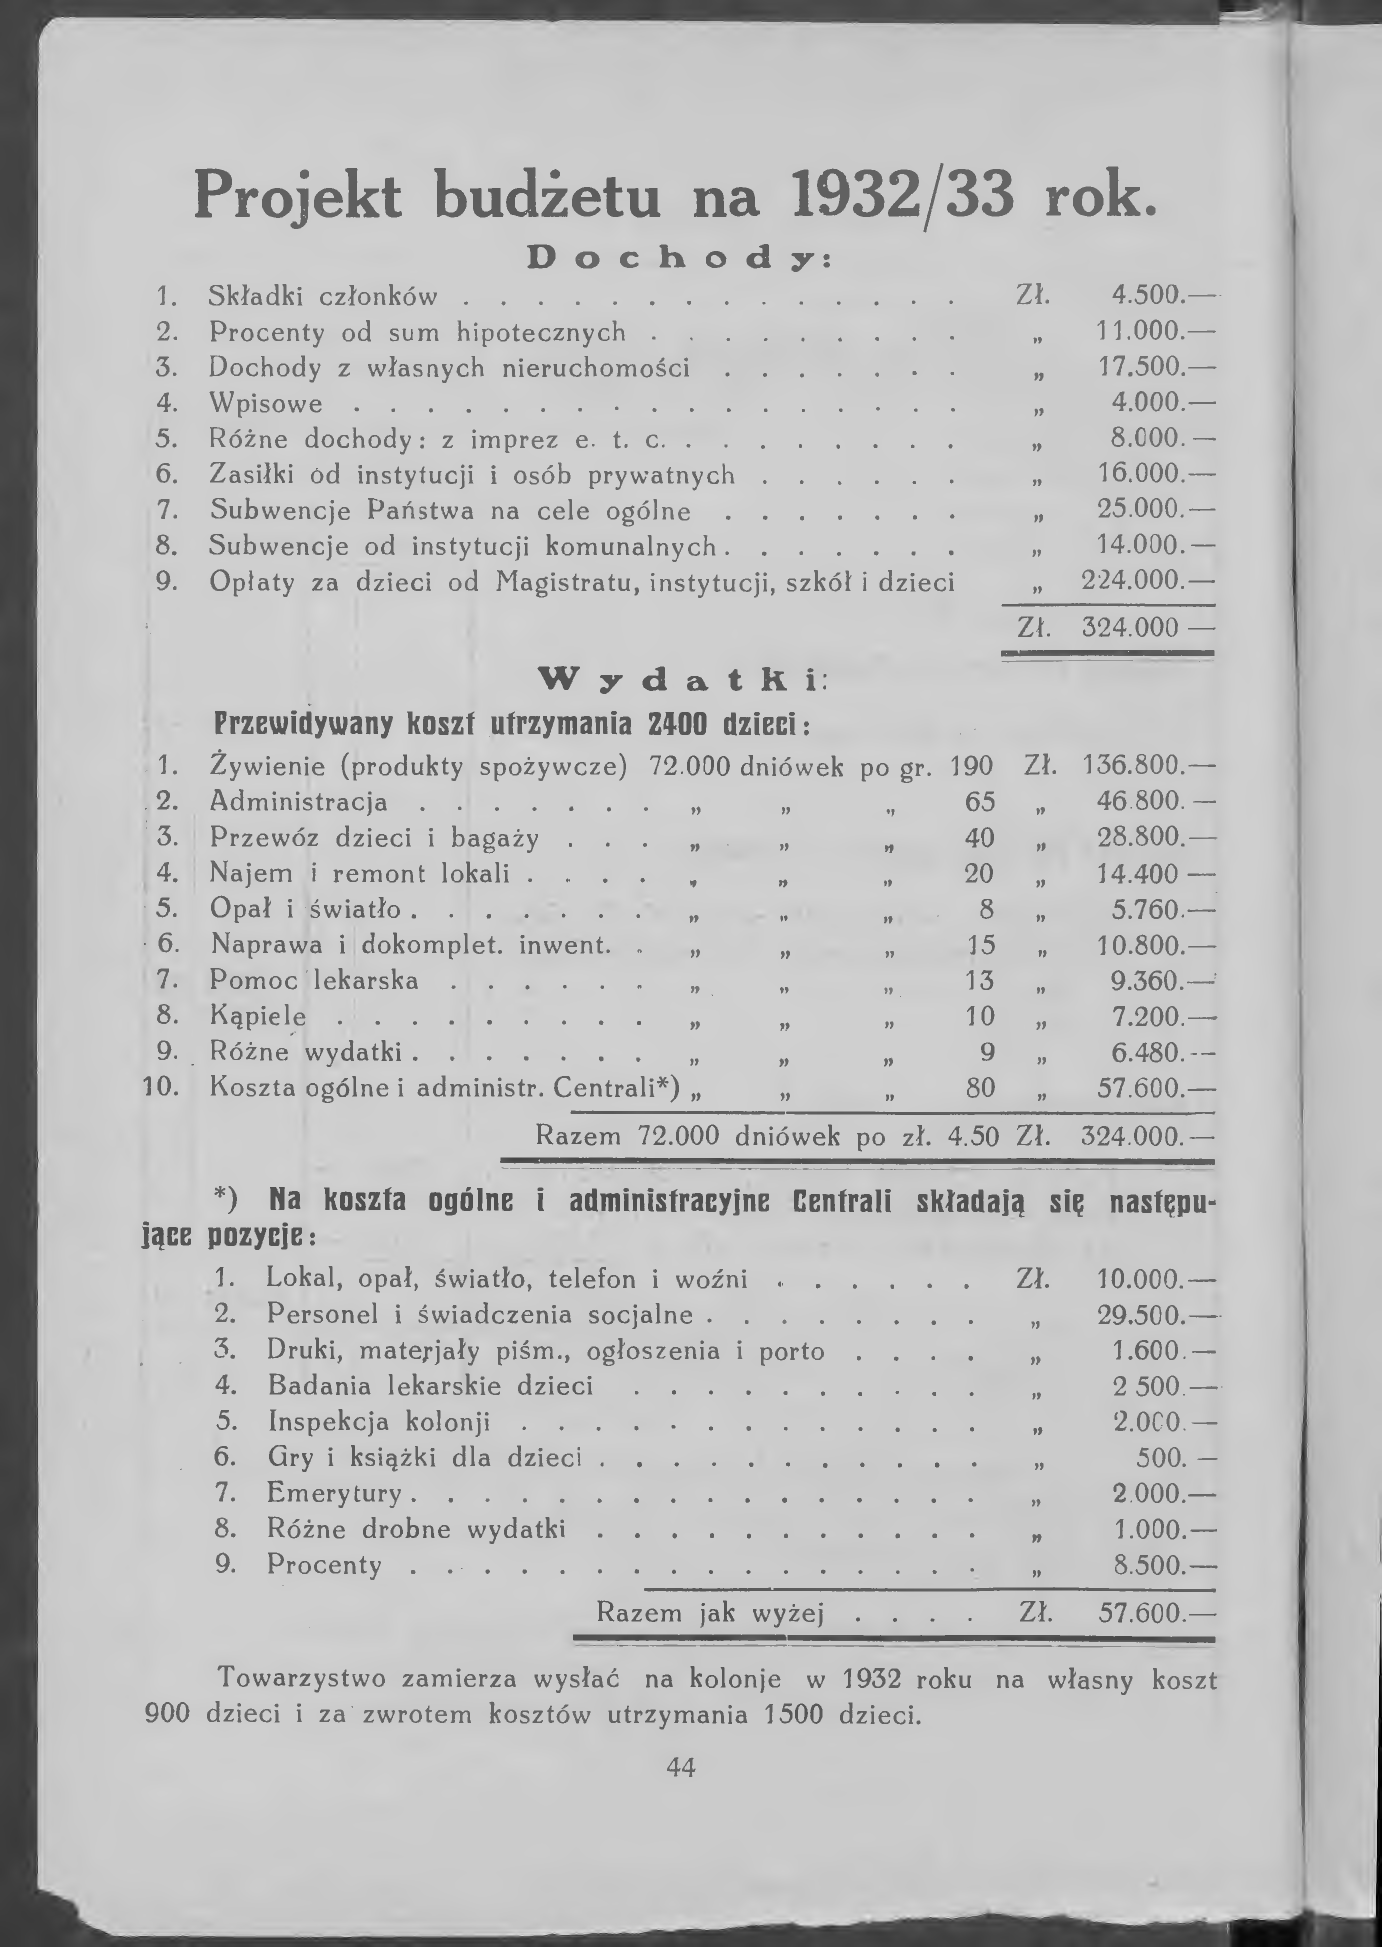 Projekt budżetu na 1932/33 rok.
Dochody:
1. Składki członków . . . . . . . . . . . . . . Zł. 4.500.—
2. Procenty od sum hipotecznych . . . . . . . . . „ 11.000.—
3. Dochody z własnych nieruchomości . . . . . . . „ 17.500.—
4. Wpisowe . . . . . . . . . . . . . . . . . „ 4.000.—
5. Różne dochody: z imprez e. t. c. . . . . . . . . „ 8.000.—
6. Zasiłki od instytucji i osób prywatnych . . . . . . „ 16.000.—
7. Subwencje Państwa na cele ogólne . . . . . . . „ 25.000.—
8. Subwencje od instytucji komunalnych . . . . . . . „ 14.000.—
9. Opłaty za dzieci od Magistratu, instytucji, szkół i dzieci „ 224.000.—
Zł. 324.000 —
Wydatki:
Przewidywany koszt utrzymania 2400 dzieci:
1. Żywienie (produkty spożywcze) 72.000 dniówek po gr. 190 Zł. 136.800.—
2. Administracja . . . . . . . „ „ „ 65 „ 46.800.—
3. Przewóz dzieci i bagaży . . . „ „ „ 40 „ 28.800.—
4. Najem i remont lokali . . . . „ „ „ 20 „ 14.400 —
5. Opał i światło . . . . . . . „ „ „ 8 „ 5.760.—
6. Naprawa i dokomplet. inwent. . „ „ „ 15 „ 10.800.—
7. Pomoc lekarska . . . . . . „ „ „ 13 „ 9.360.—
8. Kąpiele . . . . . . . . . „ „ „ 10 „ 7.200.—
9. Różne wydatki . . . . . . . „ „ „ 9 „ 6.480.—
10. Koszta ogólne i administr. Centrali*) „ „ „ 80 „ 57.600.—
Razem 72.000 dniówek po zł. 4.50 Zł. 324.000.—
*) Na koszta ogólne i administracyjne Centrali składają się następu-
jące pozycje:
1. Lokal, opał, światło, telefon i woźni . . . . . . Zł. 10.000.—
2. Personel i świadczenia socjalne . . . . . . . . „ 29.500.—
3. Druki, materjały piśm., ogłoszenia i porto . . . . „ 1.600.—
4. Badania lekarskie dzieci . . . . . . . . . . „ 2 500.—
5. Inspekcja kolonji . . . . . . . . . . . . . „ 2.000.—
6. Gry i książki dla dzieci . . . . . . . . . . . „ 500.—
7. Emerytury . . . . . . . . . . . . . . . . „ 2.000.—
8. Różne drobne wydatki . . . . . . . . . . . „ 1.000.—
9. Procenty . . . . . . . . . . . . . . . . „ 8.500.—
Razem jak wyżej . . . . Zł. 57.600.—
Towarzystwo zamierza wysłać na kolonje w 1932 roku na własny koszt
900 dzieci i za zwrotem kosztów utrzymania 1500 dzieci.
44